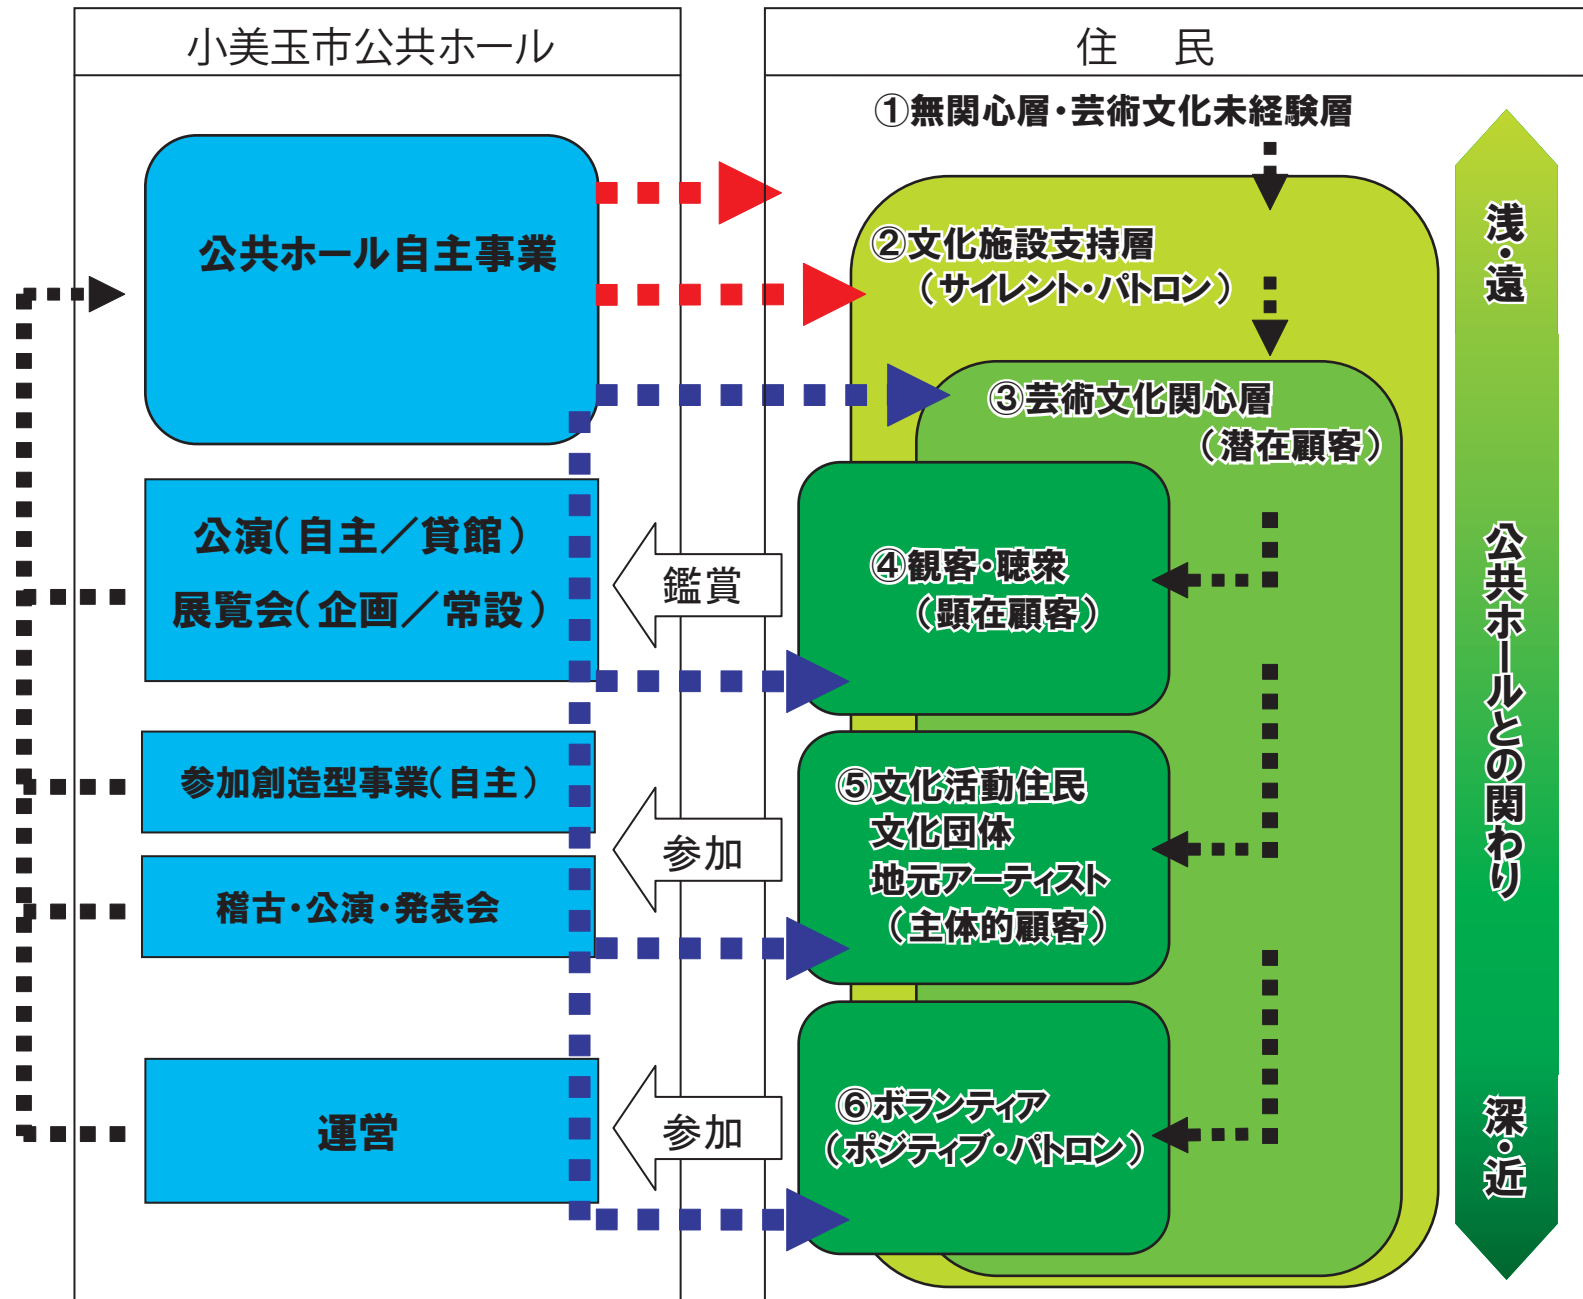 小美玉市公共ホール
公共ホール自主事業
公演(自主／貸館)
展覧会(企画／常設)
参加創造型事業(自主)
稽古・公演・発表会
運営
鑑賞
参加
参加
住　民
①無関心層・芸術文化未経験層
②文化施設支持層
(サイレント・パトロン)
③芸術文化関心層
(潜在顧客)
④観客・聴衆
(顕在顧客)
⑤文化活動住民
文化団体
地元アーティスト
(主体的顧客)
⑥ボランティア
(ポジティブ・パトロン)
浅・遠
公共ホールとの関わり
深・近